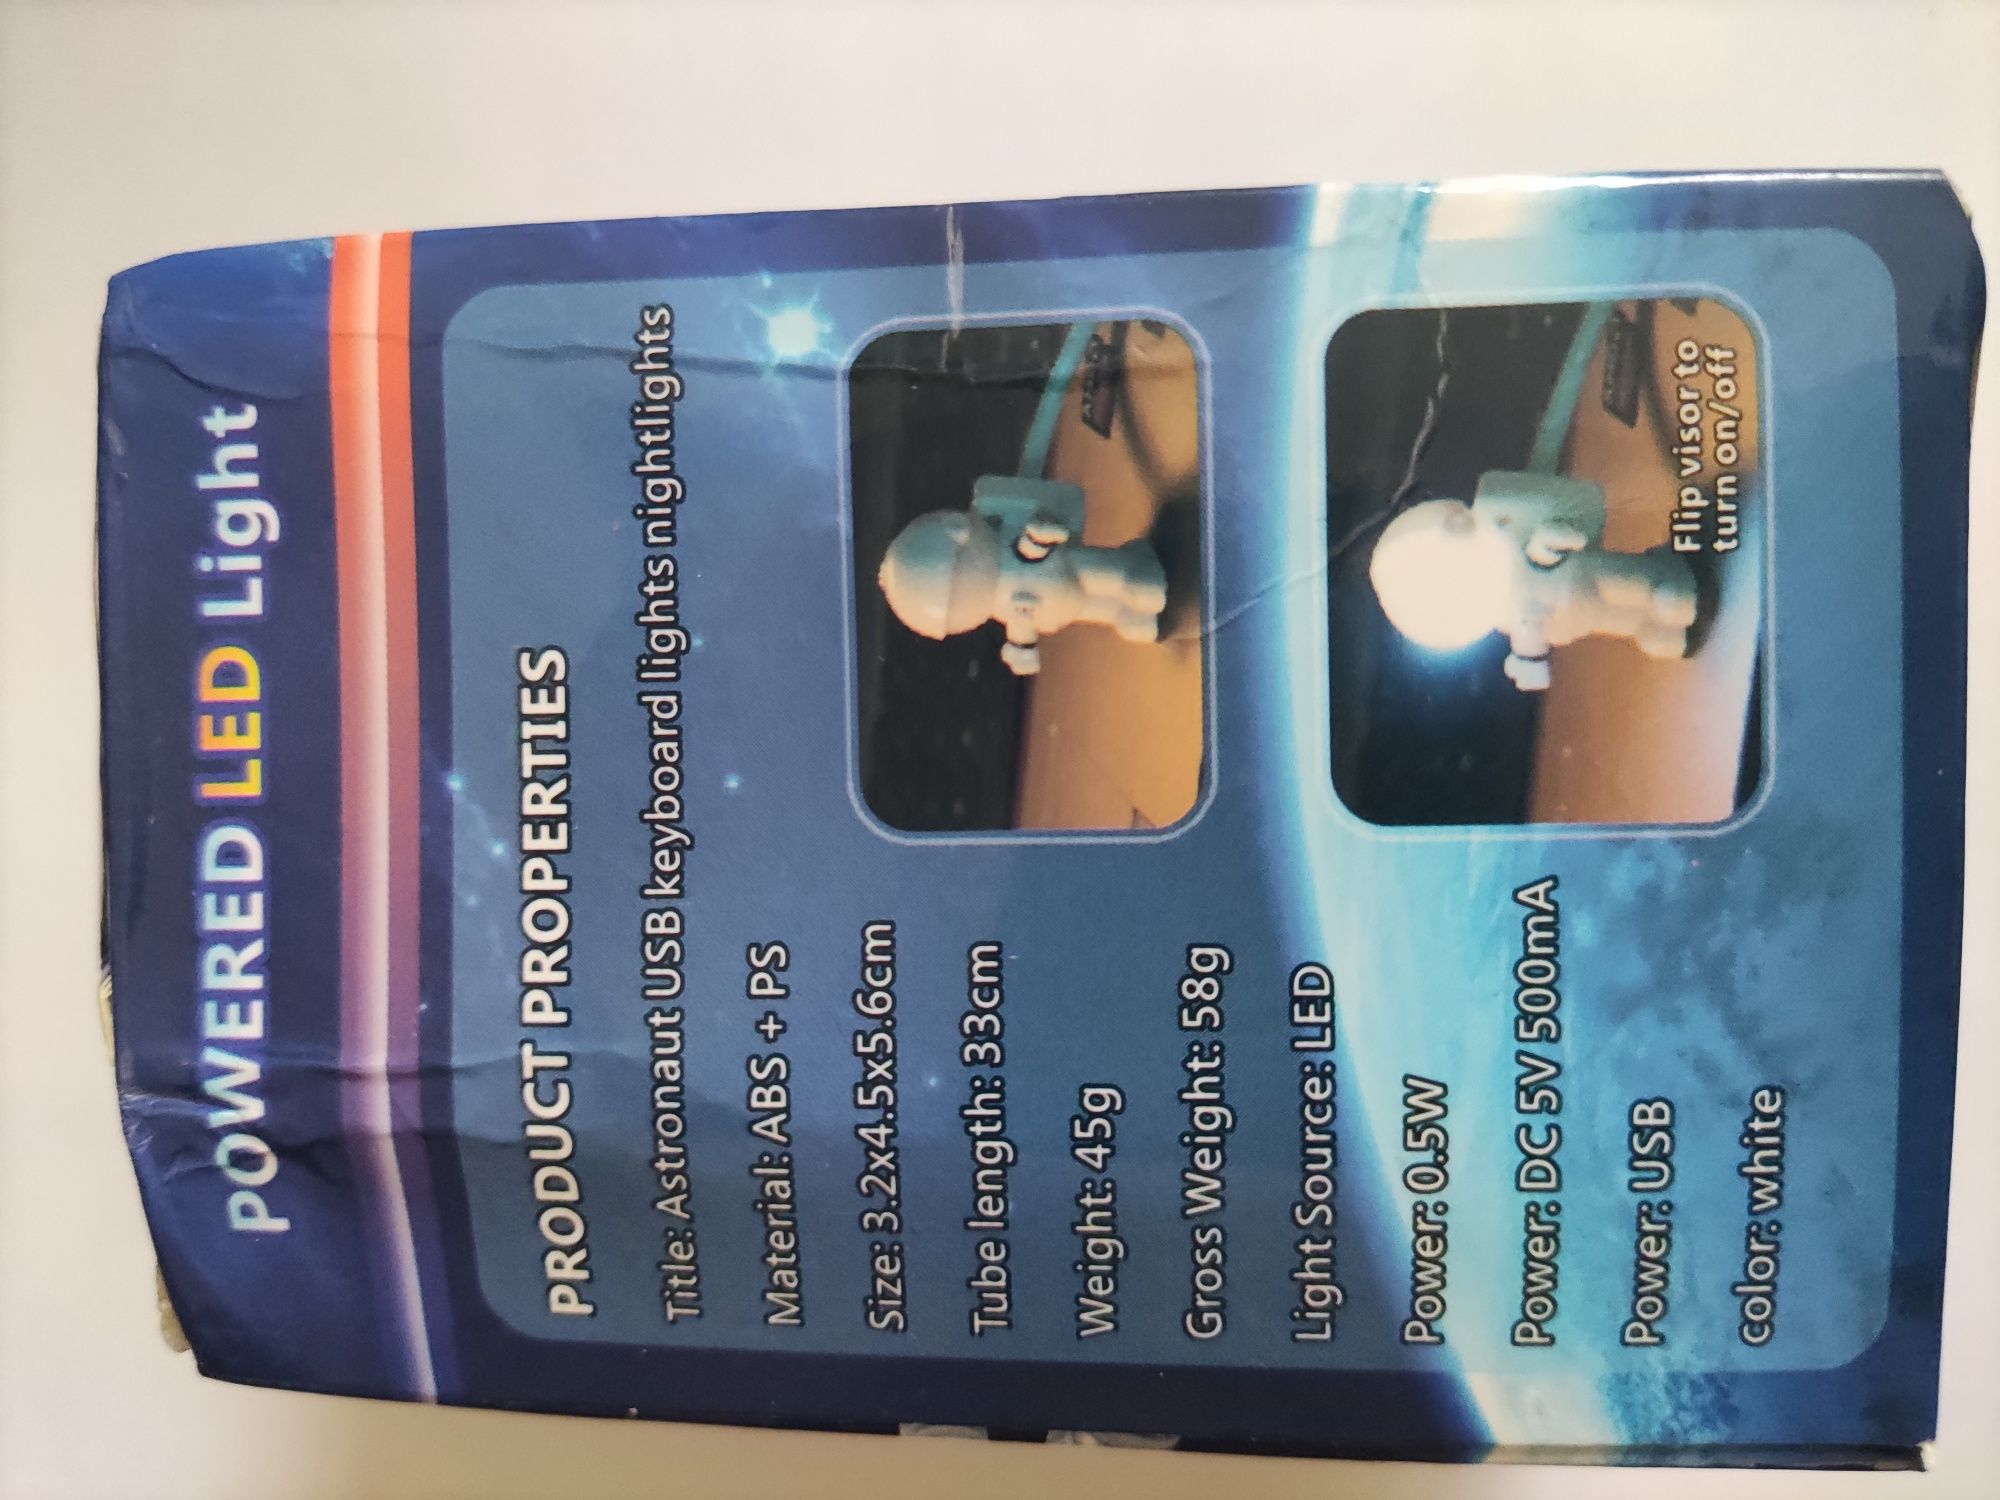 POWERED LED Light
PRODUCT PROPERTIES
Title: Astronaut USB keyboard lights nightlights
Material: ABS + PS
Size: 3.2x4.5x5.6cm
Tube length: 33cm
Weight: 45g
Gross Weight: 58g
Light Source: LED
Power: 0.5W
Power: DC 5V 500mA
Power: USB
color: white
Flip visor to
turn on/off